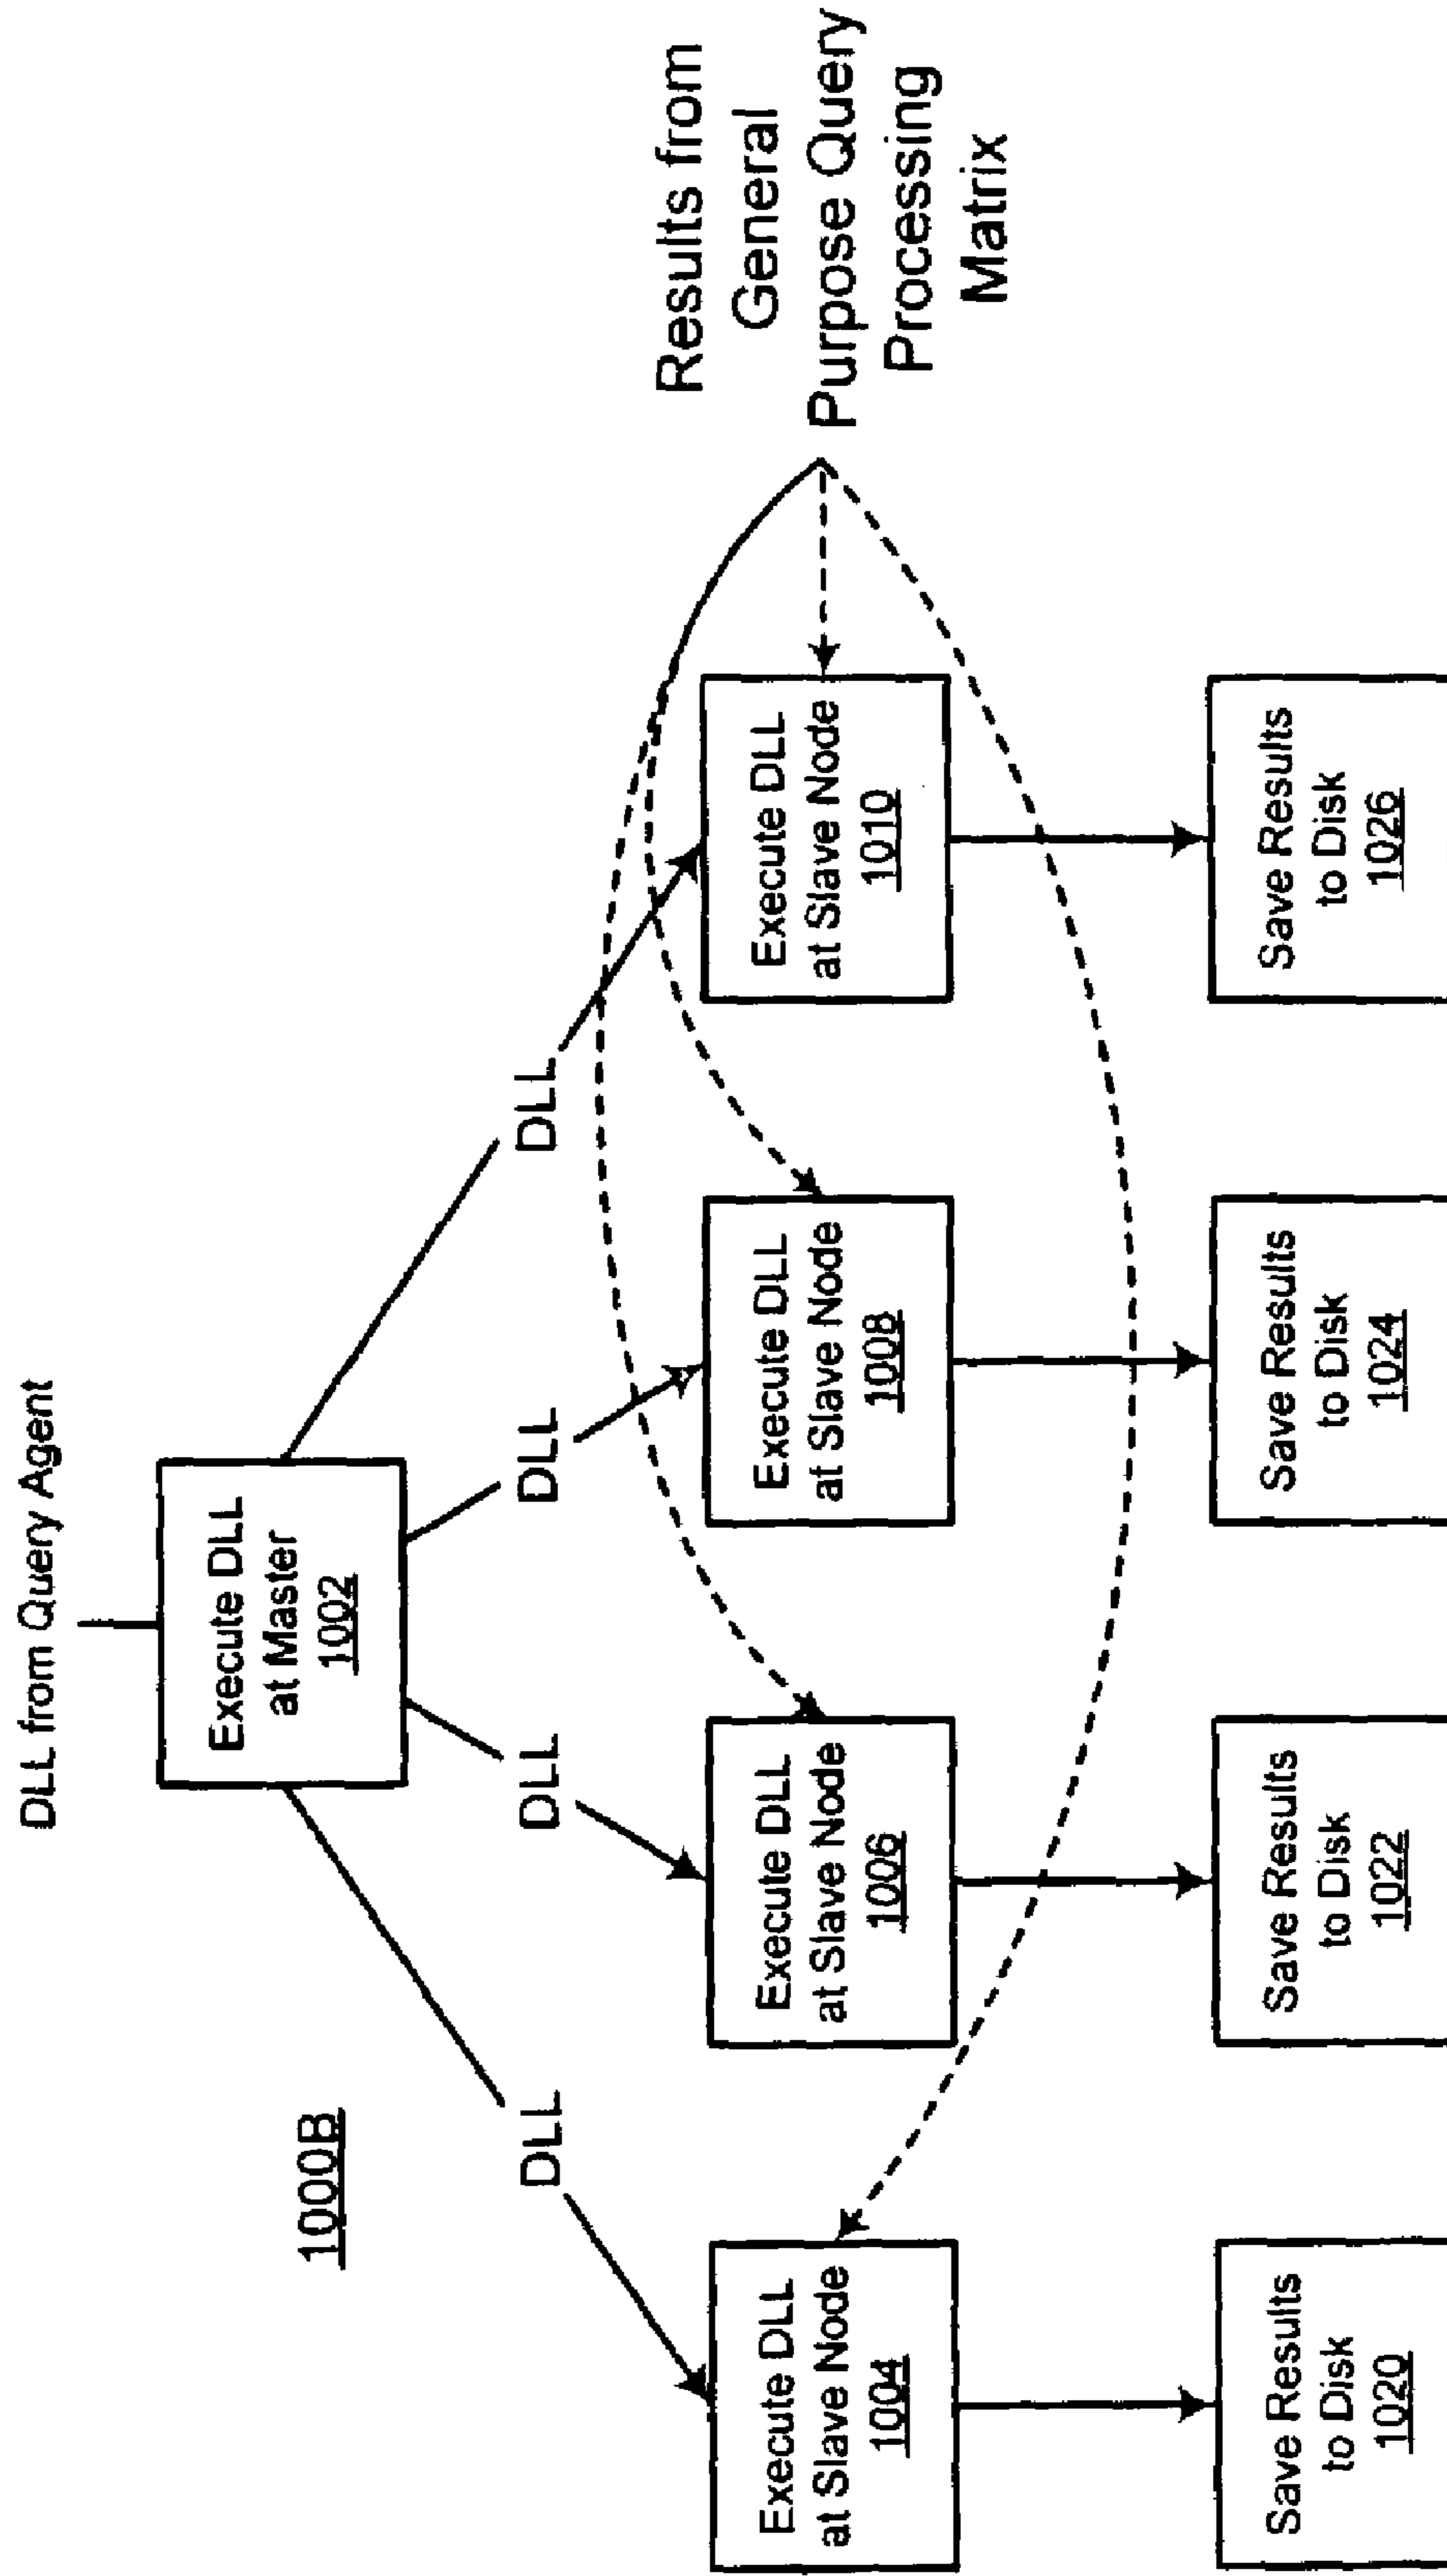 DLL from Query Agent
1000B
Execute DLL
at Master
1002
DLL
DLL
DLL
DLL
Results from
General
Purpose Query
Processing
Matrix
Execute DLL
at Slave Node
1004
Execute DLL
at Slave Node
1006
Execute DLL
at Slave Node
1008
Execute DLL
at Slave Node
1010
Save Results
to Disk
1020
Save Results
to Disk
1022
Save Results
to Disk
1024
Save Results
to Disk
1026